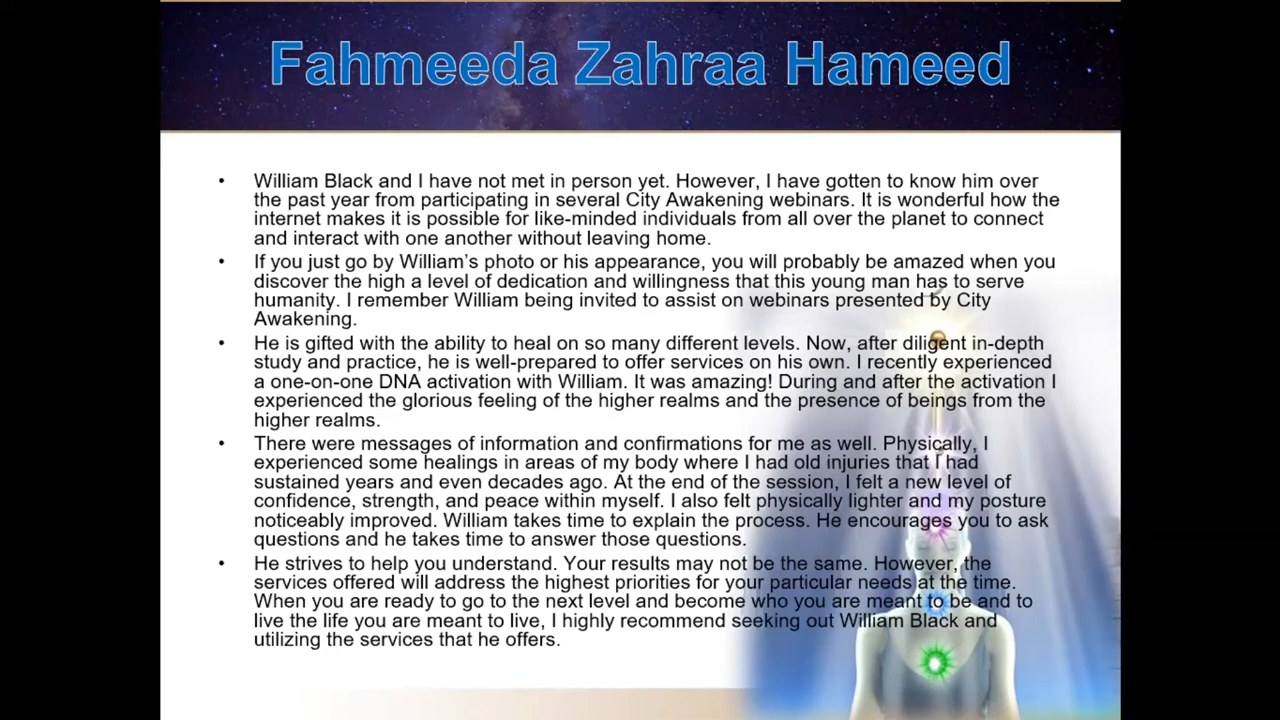 Fahmeeda Zahraa Hameed
• William Black and I have not met in person yet. However, I have gotten to know him over
the past year from participating in several City Awakening webinars. It is wonderful how the
internet makes it is possible for like-minded individuals from all over the planet to connect
and interact with one another without leaving home.
• If you just go by William’s photo or his appearance, you will probably be amazed when you
discover the high a level of dedication and willingness that this young man has to serve
humanity. I remember William being invited to assist on webinars presented by City
Awakening.
• He is gifted with the ability to heal on so many different levels. Now, after diligent in-depth
study and practice, he is well-prepared to offer services on his own. I recently experienced
a one-on-one DNA activation with William. It was amazing! During and after the activation I
experienced the glorious feeling of the higher realms and the presence of beings from the
higher realms.
• There were messages of information and confirmations for me as well. Physically, I
experienced some healings in areas of my body where I had old injuries that I had
sustained years and even decades ago. At the end of the session, I felt a new level of
confidence, strength, and peace within myself. I also felt physically lighter and my posture
noticeably improved. William takes time to explain the process. He encourages you to ask
questions and he takes time to answer those questions.
• He strives to help you understand. Your results may not be the same. However, the
services offered will address the highest priorities for your particular needs at the time.
When you are ready to go to the next level and become who you are meant to be and to
live the life you are meant to live, I highly recommend seeking out William Black and
utilizing the services that he offers.